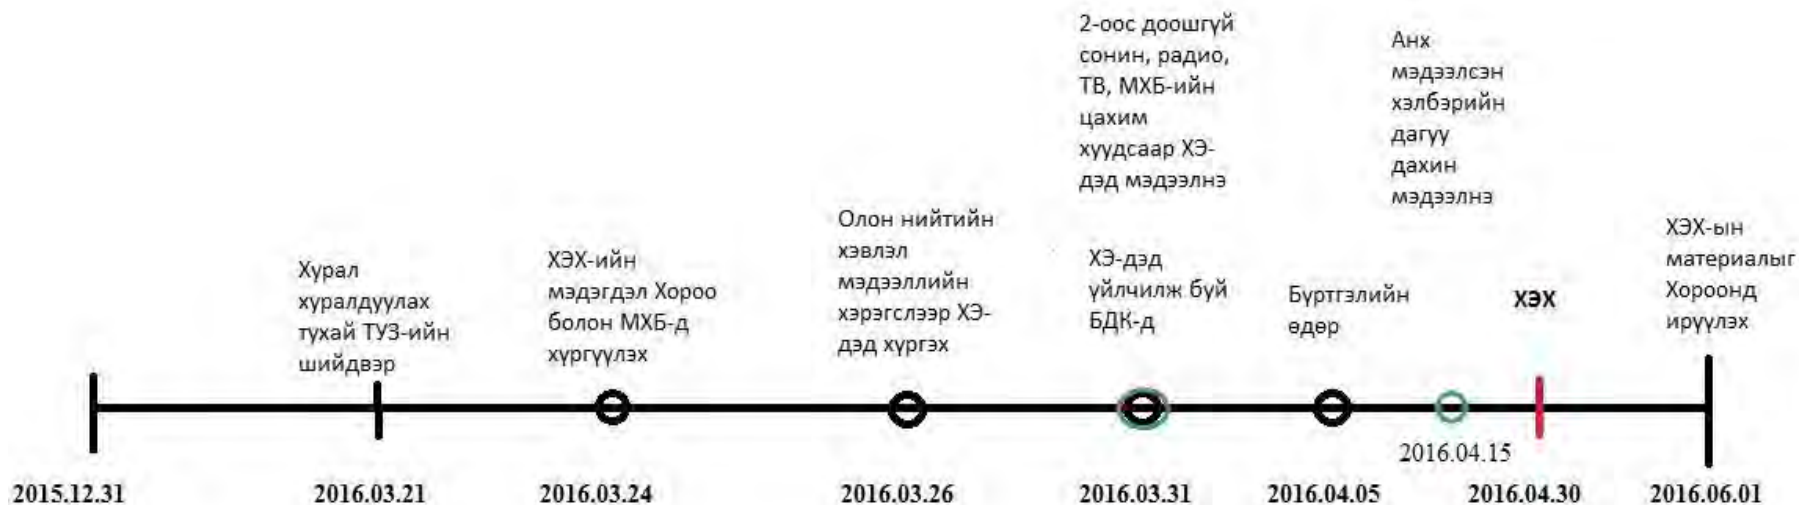 2-оос доошгүй
сонин, радио,
ТВ, МХБ-ийн
цахим
хуудсаар ХЭ-
дэд мэдээлнэ
Анх
мэдээлсэн
хэлбэрийн
дагуу
дахин
мэдээлнэ
Хурал
хуралдуулах
тухай ТУЗ-ийн
шийдвэр
ХЭХ-ийн
мэдэгдэл Хороо
болон МХБ-д
хүргүүлэх
Олон нийтийн
хэвлэл
мэдээллийн
хэрэгслээр ХЭ-
дэд хүргэх
ХЭ-дэд
үйлчилж буй
БДК-д
Бүртгэлийн
өдөр
ХЭХ
ХЭХ-ын
материалыг
Хороонд
ирүүлэх
2016.04.15
2015.12.31
2016.03.21
2016.03.24
2016.03.26
2016.03.31
2016.04.05
2016.04.30
2016.06.01